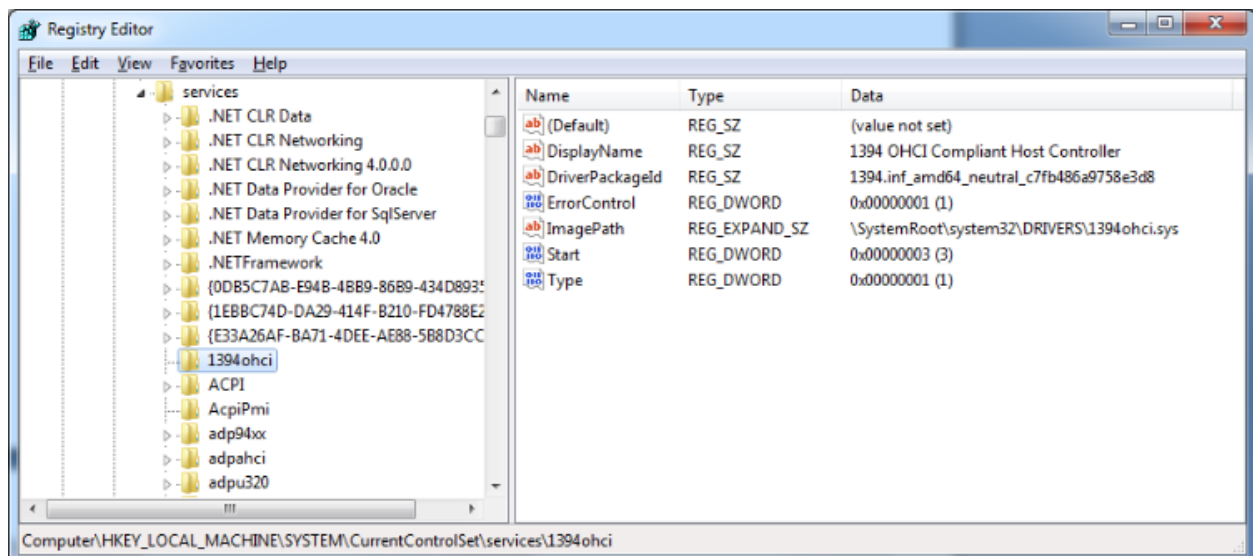 Registry Editor
File Edit View Favorites Help
services
.NET CLR Data
.NET CLR Networking
.NET CLR Networking 4.0.0.0
.NET Data Provider for Oracle
.NET Data Provider for SqlServer
.NET Memory Cache 4.0
.NETFramework
{0DB5C7AB-E94B-4BB9-86B9-434D8935
{1EBBC74D-DA29-414F-B210-FD4788E2
{E33A26AF-BA71-4DEE-AE88-5B8D3CC
1394ohci
ACPI
AcpiPmi
adp94xx
adpahci
adpu320
Name Type Data
(Default) REG_SZ (value not set)
DisplayName REG_SZ 1394 OHCI Compliant Host Controller
DriverPackageId REG_SZ 1394.inf_amd64_neutral_c7fb486a9758e3d8
ErrorControl REG_DWORD 0x00000001 (1)
ImagePath REG_EXPAND_SZ \SystemRoot\system32\DRIVERS\1394ohci.sys
Start REG_DWORD 0x00000003 (3)
Type REG_DWORD 0x00000001 (1)
Computer\HKEY_LOCAL_MACHINE\SYSTEM\CurrentControlSet\services\1394ohci